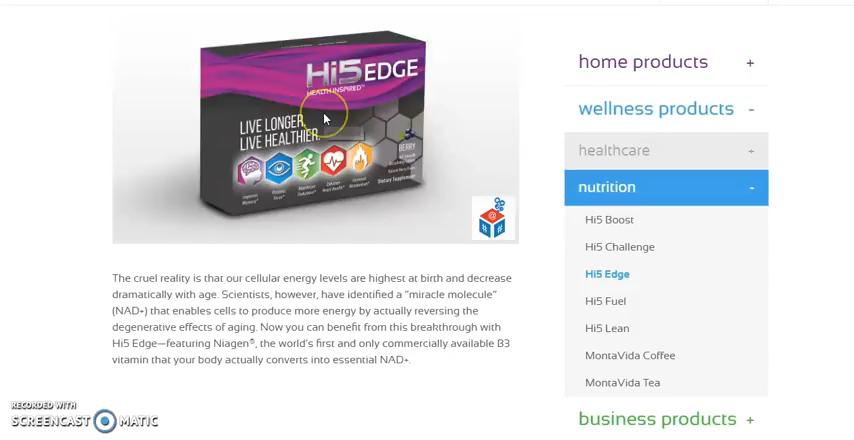 Hi5 EDGE™
HEALTH INSPIRED™
LIVE LONGER.
LIVE HEALTHIER.
BERRY
Dietary Supplement
The cruel reality is that our cellular energy levels are highest at birth and decrease
dramatically with age. Scientists, however, have identified a “miracle molecule”
(NAD+) that enables cells to produce more energy by actually reversing the
degenerative effects of aging. Now you can benefit from this breakthrough with
Hi5 Edge—featuring Niagen®, the world’s first and only commercially available B3
vitamin that your body actually converts into essential NAD+.
home products +
wellness products -
healthcare +
nutrition -
Hi5 Boost
Hi5 Challenge
Hi5 Edge
Hi5 Fuel
Hi5 Lean
MontaVida Coffee
MontaVida Tea
business products +
RECORDED WITH
SCREENCAST MATIC